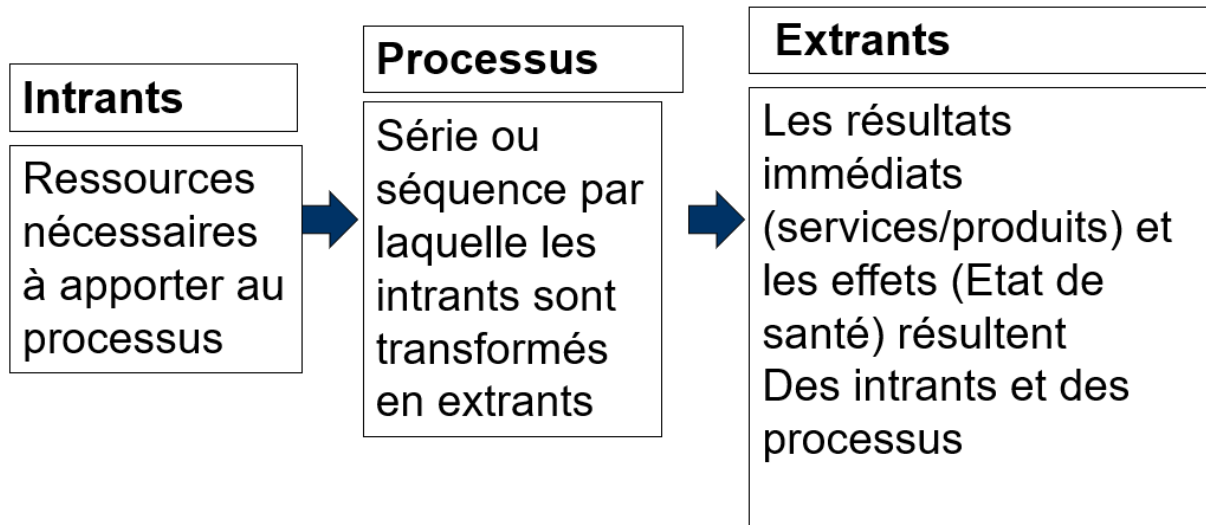 Intrants
Ressources
nécessaires
à apporter au
processus
Processus
Série ou
séquence par
laquelle les
intrants sont
transformés
en extrants
Extrants
Les résultats
immédiats
(services/produits) et
les effets (Etat de
santé) résultent
Des intrants et des
processus